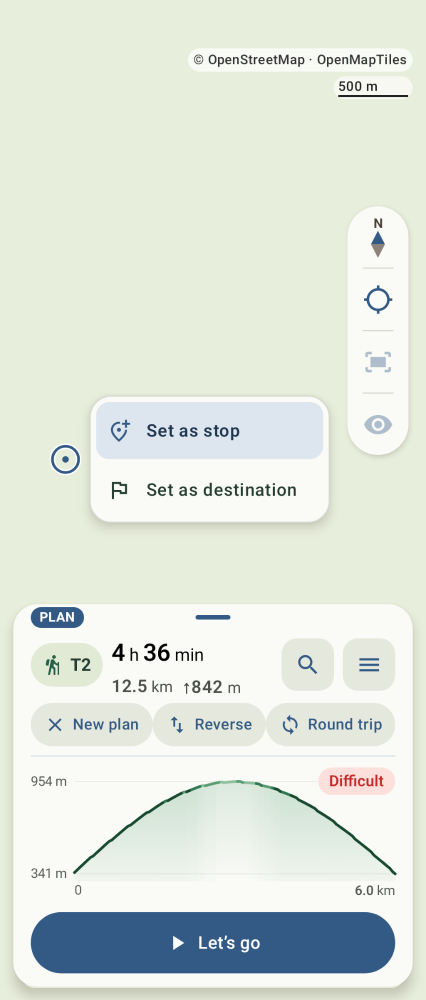 © OpenStreetMap · OpenMapTiles
500 m
N
Set as stop
Set as destination
PLAN
T2
4 h 36 min
12.5 km ↑842 m
New plan
Reverse
Round trip
954 m
Difficult
341 m
0
6.0 km
Let’s go